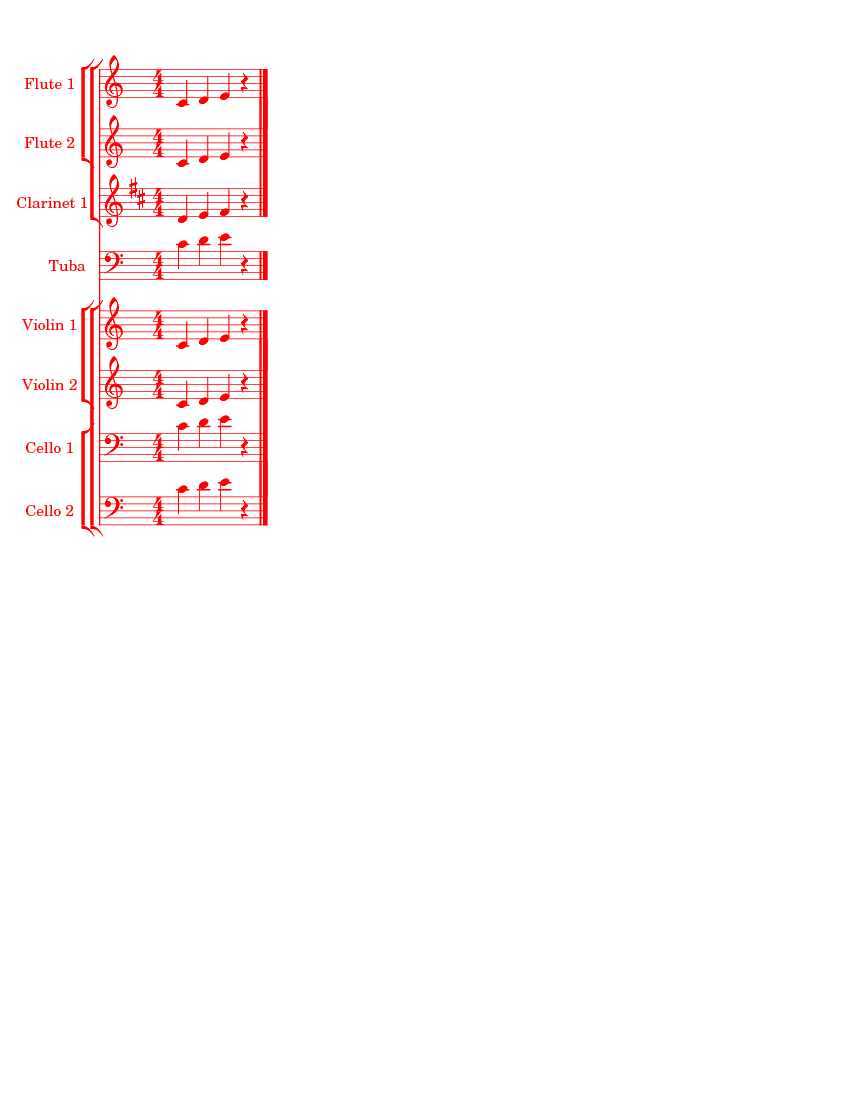 Flute 1
Flute 2
Clarinet 1
Tuba
Violin 1
Violin 2
Cello 1
Cello 2